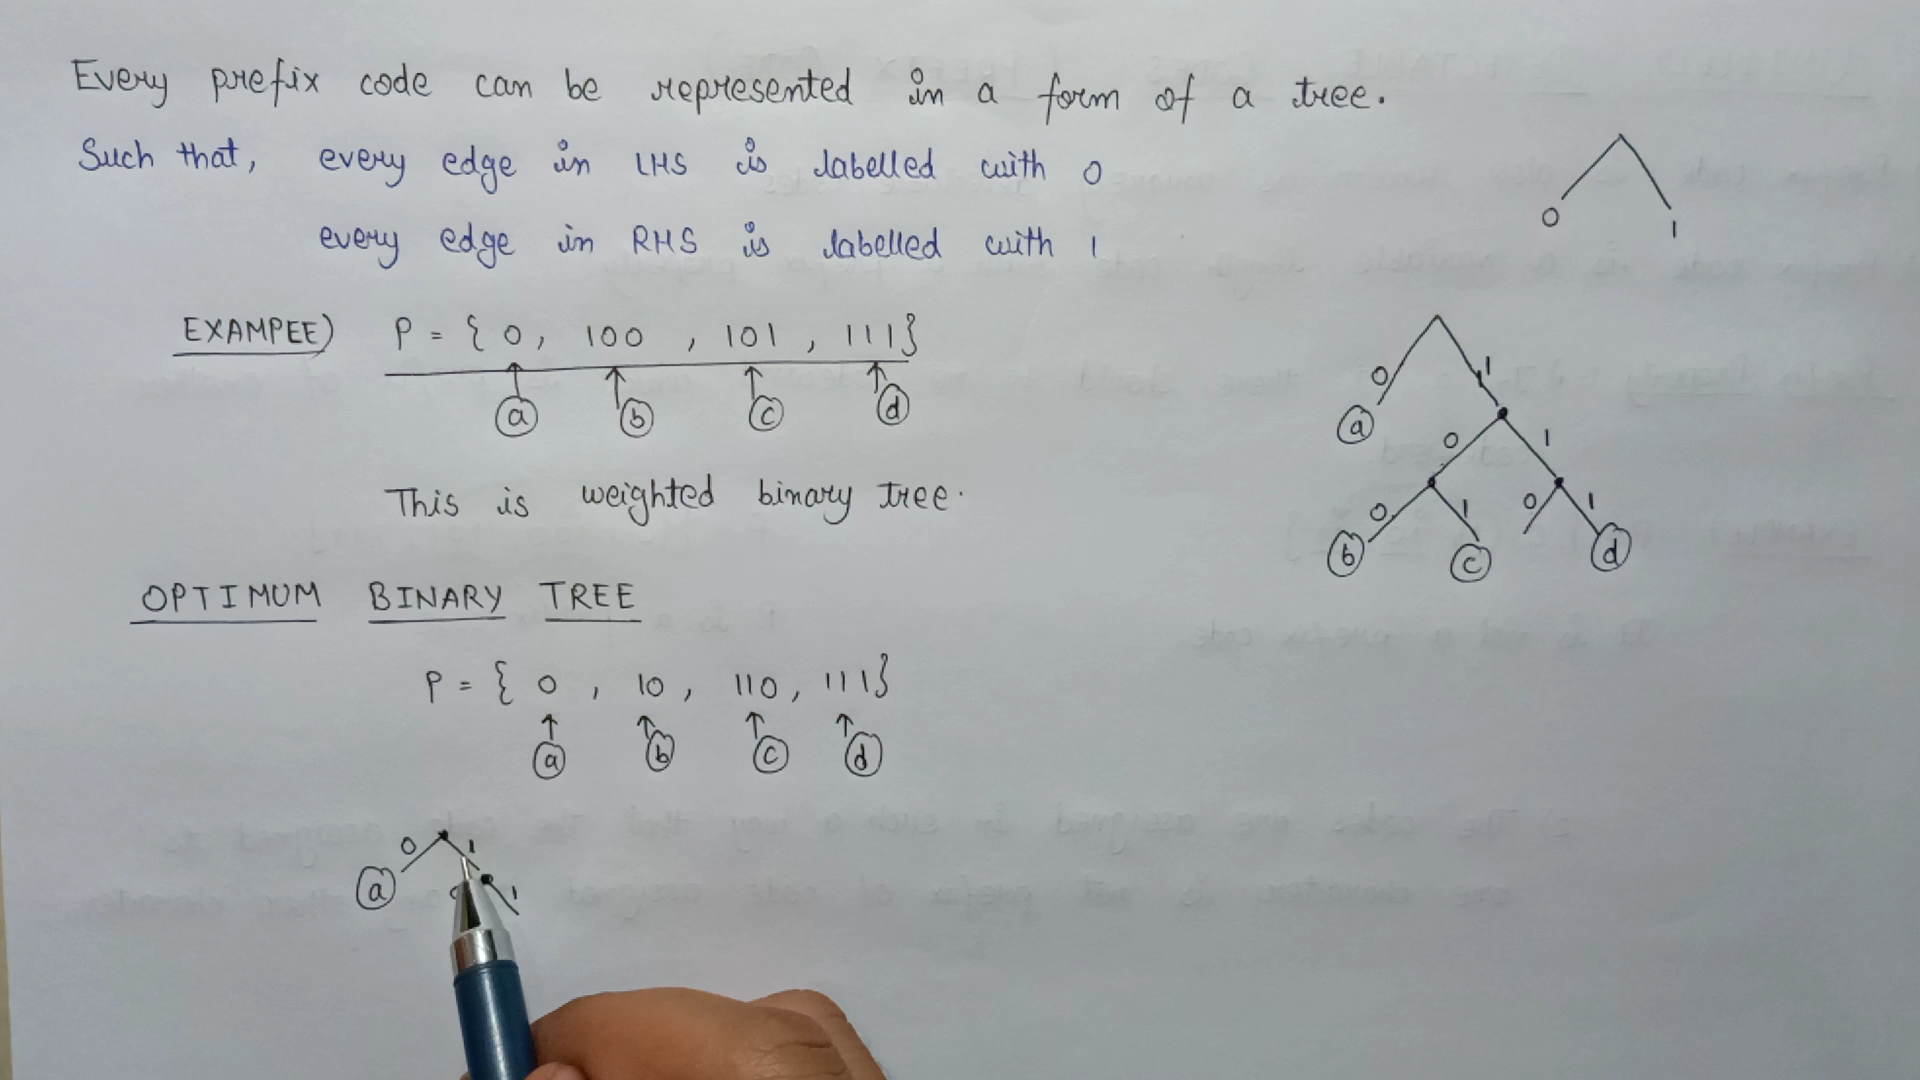 Every prefix code can be represented in a form of a tree.
Such that, every edge in LHS is labelled with 0
every edge in RHS is labelled with 1
0 1
EXAMPEE) P = { 0, 100 , 101 , 111}
a b c d
0 1
a 0 1
0 1 0 1
b c d
This is weighted binary tree.
OPTIMUM BINARY TREE
P = { 0 , 10 , 110, 111}
a b c d
0 1
a 1